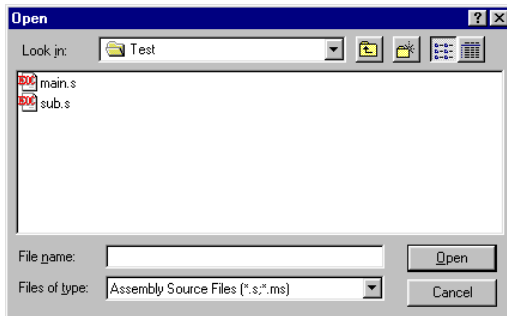 Open
Look in: Test
main.s
sub.s
File name: Open
Files of type: Assembly Source Files (*.s;*.ms) Cancel